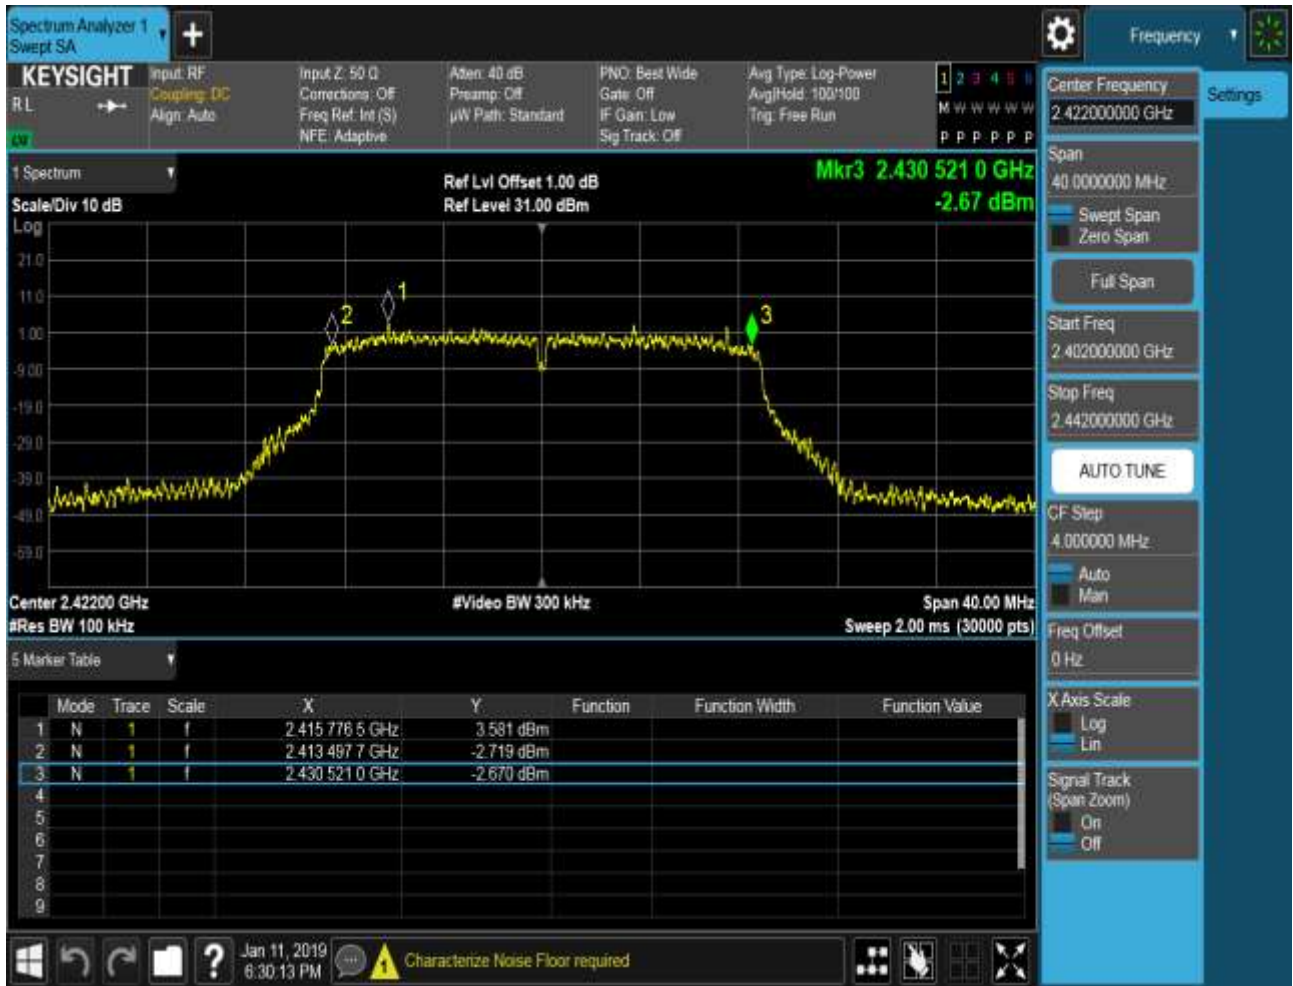 Spectrum Analyzer 1
Swept SA
+
Frequency
KEYSIGHT
RL
LXI
Input: RF
Coupling: DC
Align: Auto
Input Z: 50 Ω
Corrections: Off
Freq Ref: Int (S)
NFE: Adaptive
Atten: 40 dB
Preamp: Off
µW Path: Standard
PNO: Best Wide
Gate: Off
IF Gain: Low
Sig Track: Off
Avg Type: Log-Power
Avg|Hold: 100/100
Trig: Free Run
1 2 3 4 5 6
M W W W W W
P P P P P P
1 Spectrum
Scale/Div 10 dB
Ref Lvl Offset 1.00 dB
Ref Level 31.00 dBm
Mkr3 2.430 521 0 GHz
-2.67 dBm
Log
21.0
11.0
1.00
-9.00
-19.0
-29.0
-39.0
-49.0
-59.0
2
1
3
Center 2.42200 GHz
#Res BW 100 kHz
#Video BW 300 kHz
Span 40.00 MHz
Sweep 2.00 ms (30000 pts)
5 Marker Table
Mode Trace Scale X Y Function Function Width Function Value
1 N 1 f 2.415 776 5 GHz 3.581 dBm
2 N 1 f 2.413 497 7 GHz -2.719 dBm
3 N 1 f 2.430 521 0 GHz -2.670 dBm
4
5
6
7
8
9
?
Jan 11, 2019
6:30:13 PM
1
Characterize Noise Floor required
Settings
Center Frequency
2.422000000 GHz
Span
40.0000000 MHz
Swept Span
Zero Span
Full Span
Start Freq
2.402000000 GHz
Stop Freq
2.442000000 GHz
AUTO TUNE
CF Step
4.000000 MHz
Auto
Man
Freq Offset
0 Hz
X Axis Scale
Log
Lin
Signal Track
(Span Zoom)
On
Off